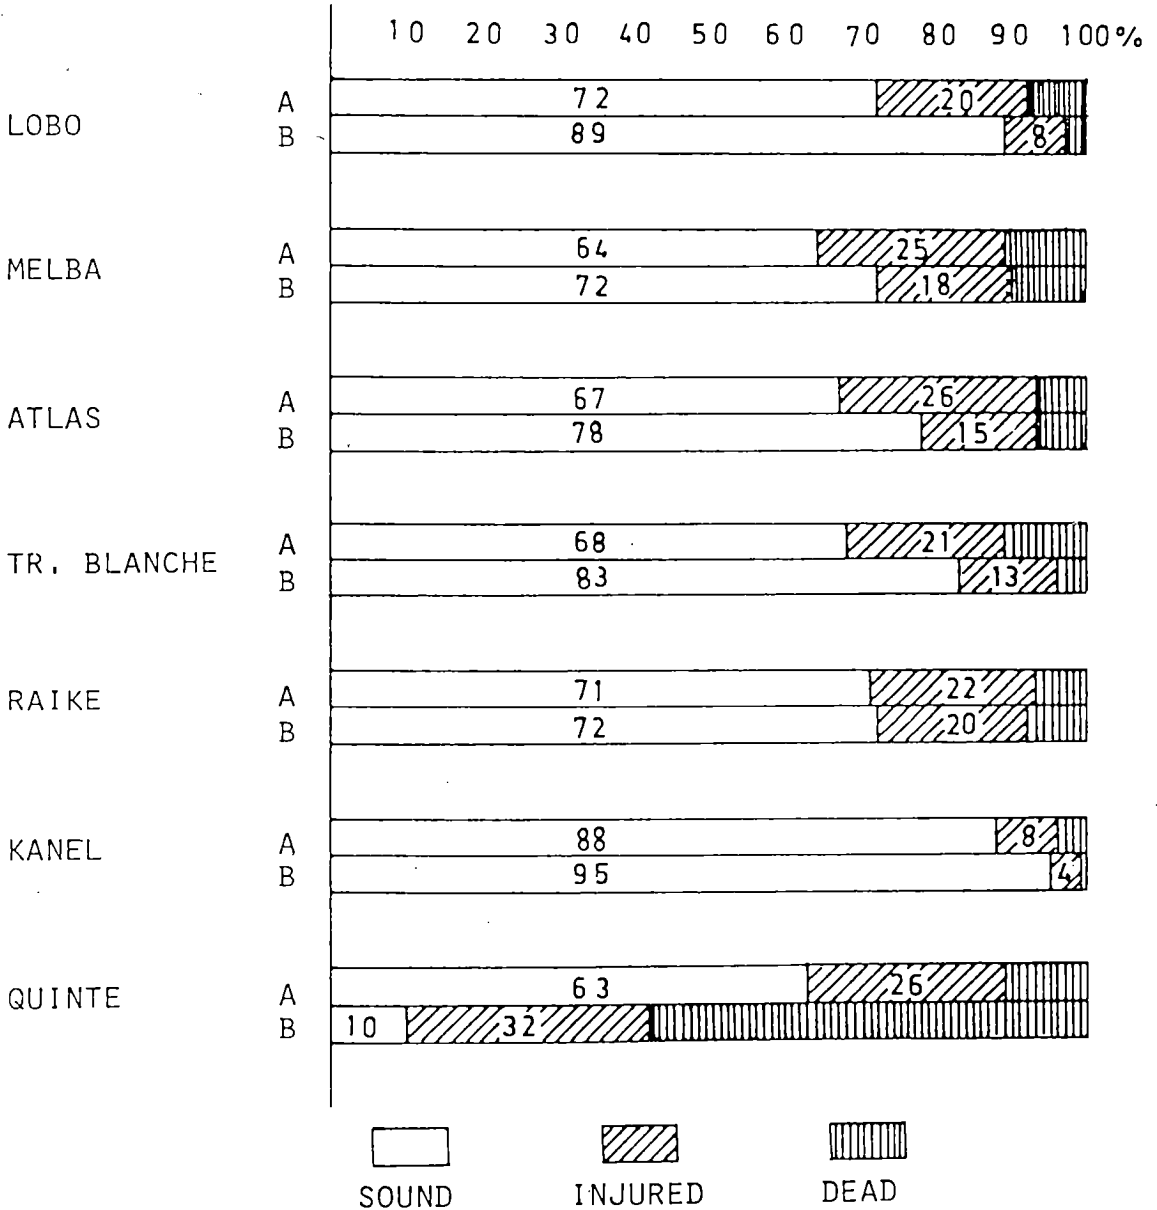 10 20 30 40 50 60 70 80 90 100%
LOBO
A 72 20
B 89 8
MELBA
A 64 25
B 72 18
ATLAS
A 67 26
B 78 15
TR. BLANCHE
A 68 21
B 83 13
RAIKE
A 71 22
B 72 20
KANEL
A 88 8
B 95 4
QUINTE
A 63 26
B 10 32
SOUND INJURED DEAD